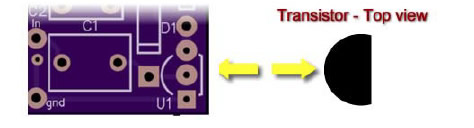 Transistor - Top view
C2
In
C1
D1
gnd
U1